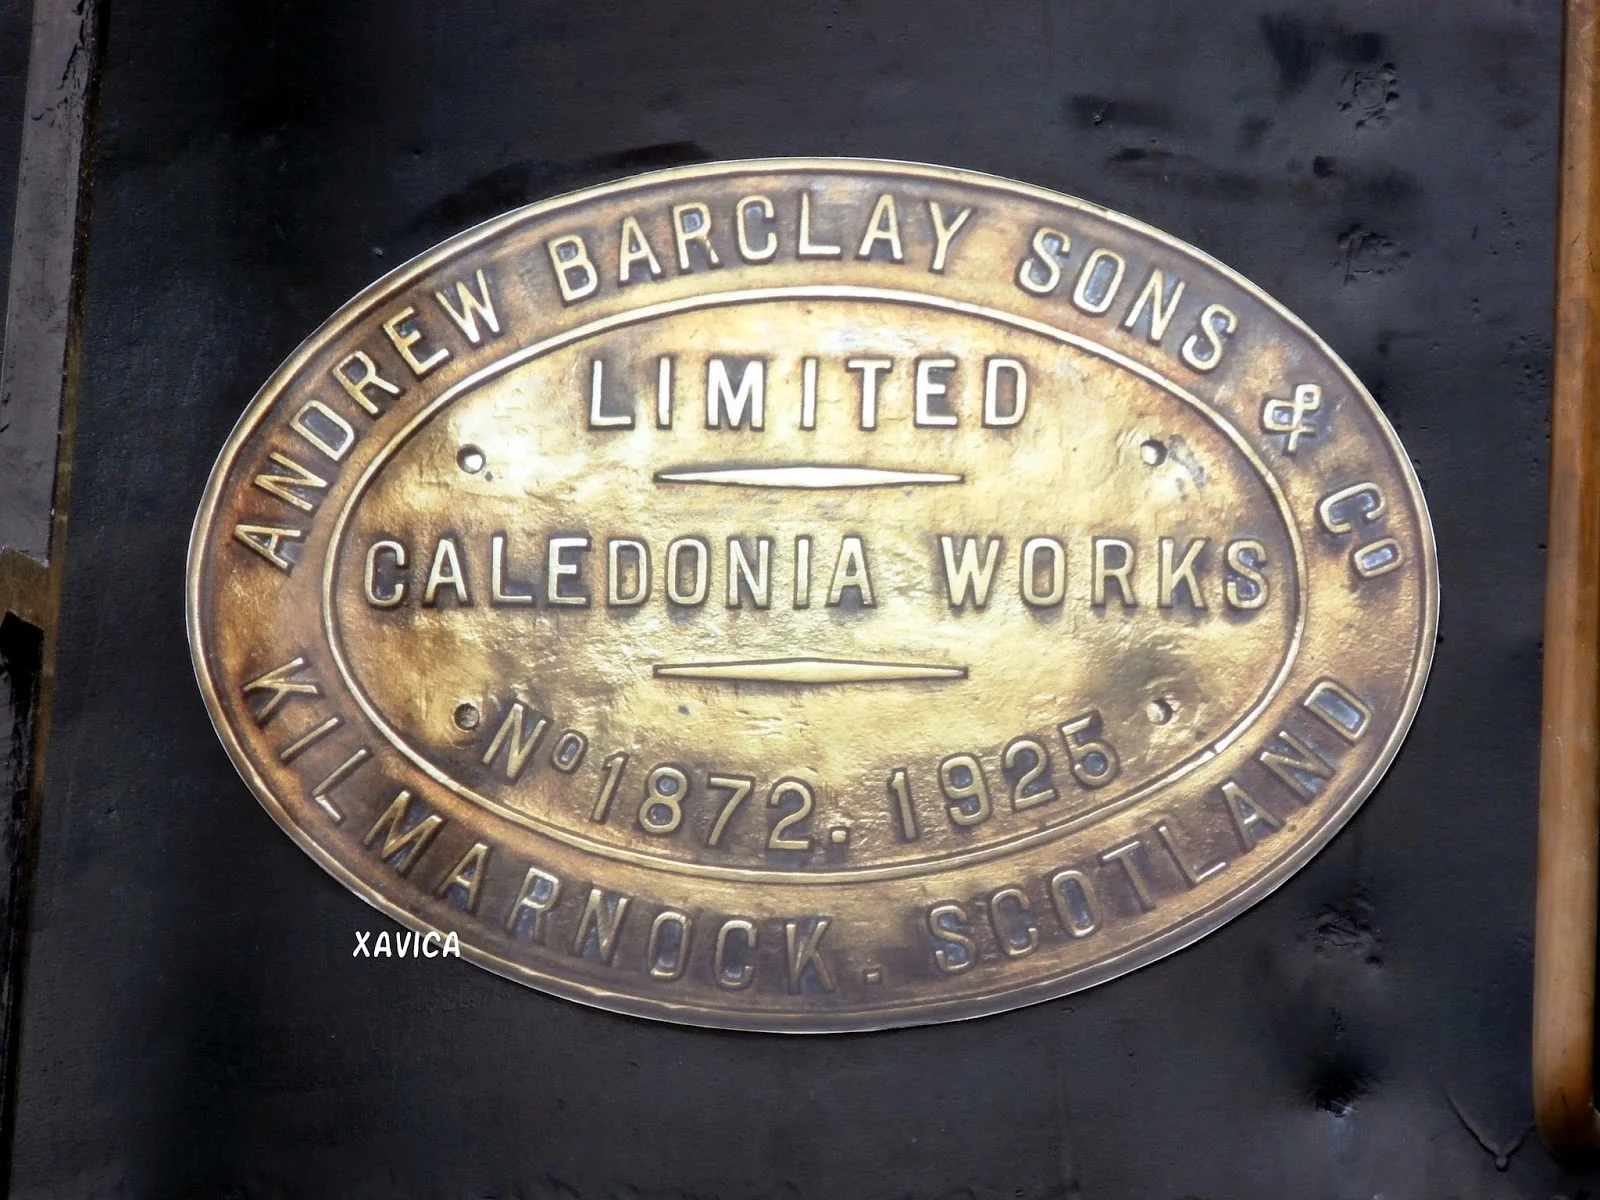 ANDREW BARCLAY SONS & Cº
LIMITED
CALEDONIA WORKS
Nº 1872. 1925
KILMARNOCK. SCOTLAND
XAVICA